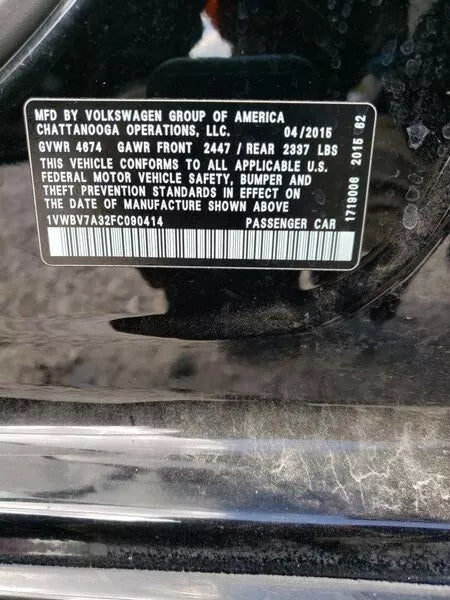 MFD BY VOLKSWAGEN GROUP OF AMERICA
CHATTANOOGA OPERATIONS, LLC. 04/2015
GVWR 4674 GAWR FRONT 2447 / REAR 2337 LBS
THIS VEHICLE CONFORMS TO ALL APPLICABLE U.S.
FEDERAL MOTOR VEHICLE SAFETY, BUMPER AND
THEFT PREVENTION STANDARDS IN EFFECT ON
THE DATE OF MANUFACTURE SHOWN ABOVE
1VWBV7A32FC090414 PASSENGER CAR
1719006 2015 62